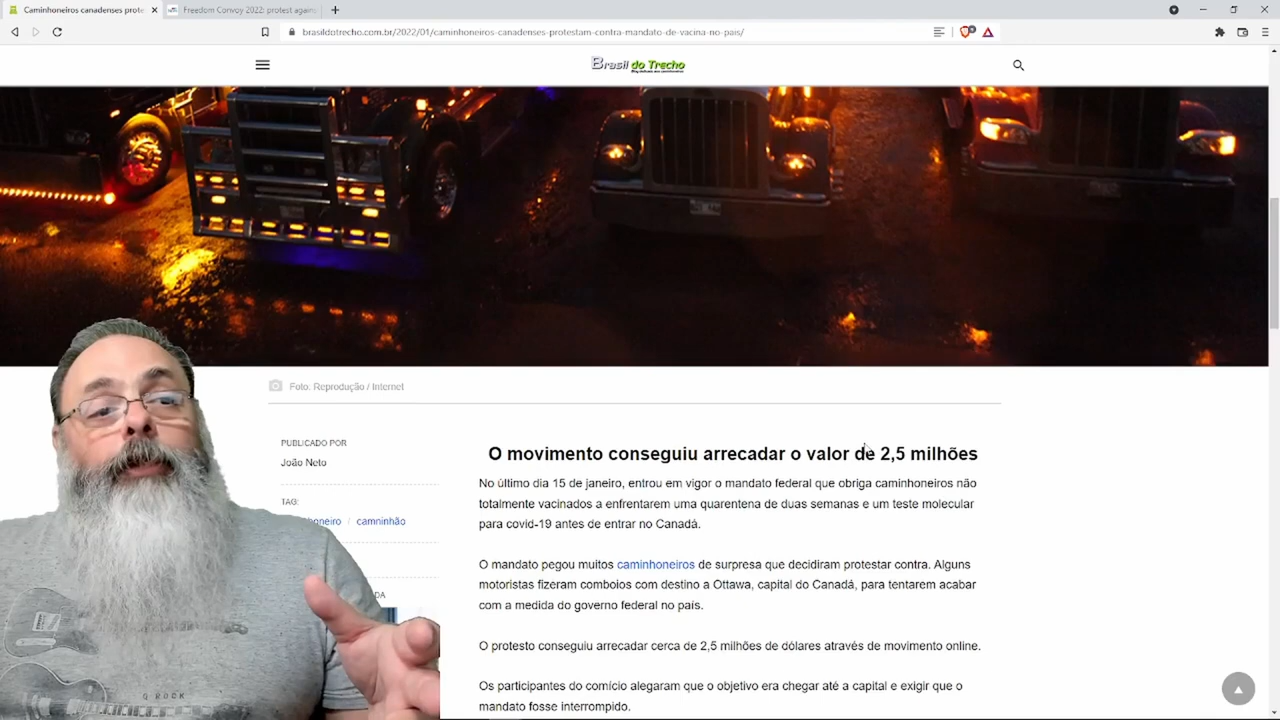 Caminhoneiros canadenses prote
Freedom Convoy 2022: protest again
brasildotrecho.com.br/2022/01/caminhoneiros-canadenses-protestam-contra-mandato-de-vacina-no-pais/
Brasil do Trecho
Foto: Reprodução / Internet
PUBLICADO POR
João Neto
TAG:
honeiro / camninhão
DA
O movimento conseguiu arrecadar o valor de 2,5 milhões
No último dia 15 de janeiro, entrou em vigor o mandato federal que obriga caminhoneiros não
totalmente vacinados a enfrentarem uma quarentena de duas semanas e um teste molecular
para covid-19 antes de entrar no Canadá.
O mandato pegou muitos caminhoneiros de surpresa que decidiram protestar contra. Alguns
motoristas fizeram comboios com destino a Ottawa, capital do Canadá, para tentarem acabar
com a medida do governo federal no país.
O protesto conseguiu arrecadar cerca de 2,5 milhões de dólares através de movimento online.
Os participantes do comício alegaram que o objetivo era chegar até a capital e exigir que o
mandato fosse interrompido.
ROCK